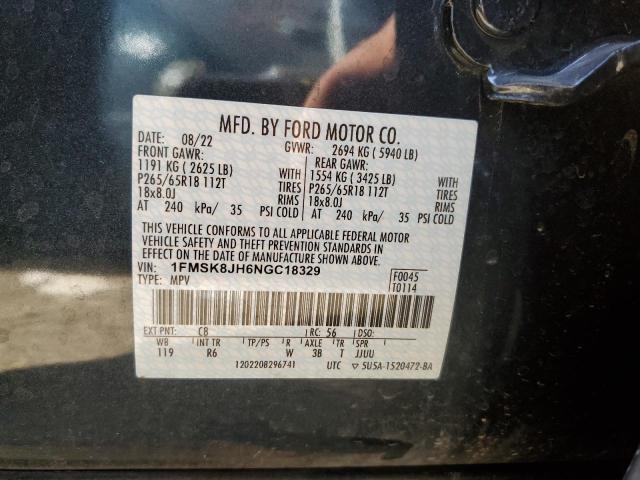 MFD. BY FORD MOTOR CO.
DATE: 08/22 GVWR: 2694 KG ( 5940 LB)
FRONT GAWR: REAR GAWR:
1191 KG ( 2625 LB) WITH 1554 KG ( 3425 LB) WITH
P265/65R18 112T TIRES P265/65R18 112T TIRES
18x8.0J RIMS 18x8.0J RIMS
AT 240 kPa/ 35 PSI COLD AT 240 kPa/ 35 PSI COLD
THIS VEHICLE CONFORMS TO ALL APPLICABLE FEDERAL MOTOR
VEHICLE SAFETY AND THEFT PREVENTION STANDARDS IN
EFFECT ON THE DATE OF MANUFACTURE SHOWN ABOVE.
VIN: 1FMSK8JH6NGC18329 F0045
TYPE: MPV T0114
EXT PNT: C8 RC: 56 DSO:
WB INT TR TP/PS R AXLE TR SPR
119 R6 W 3B T JJUU
120220829674 1
UTC ▽ 5U5A-1520472-BA